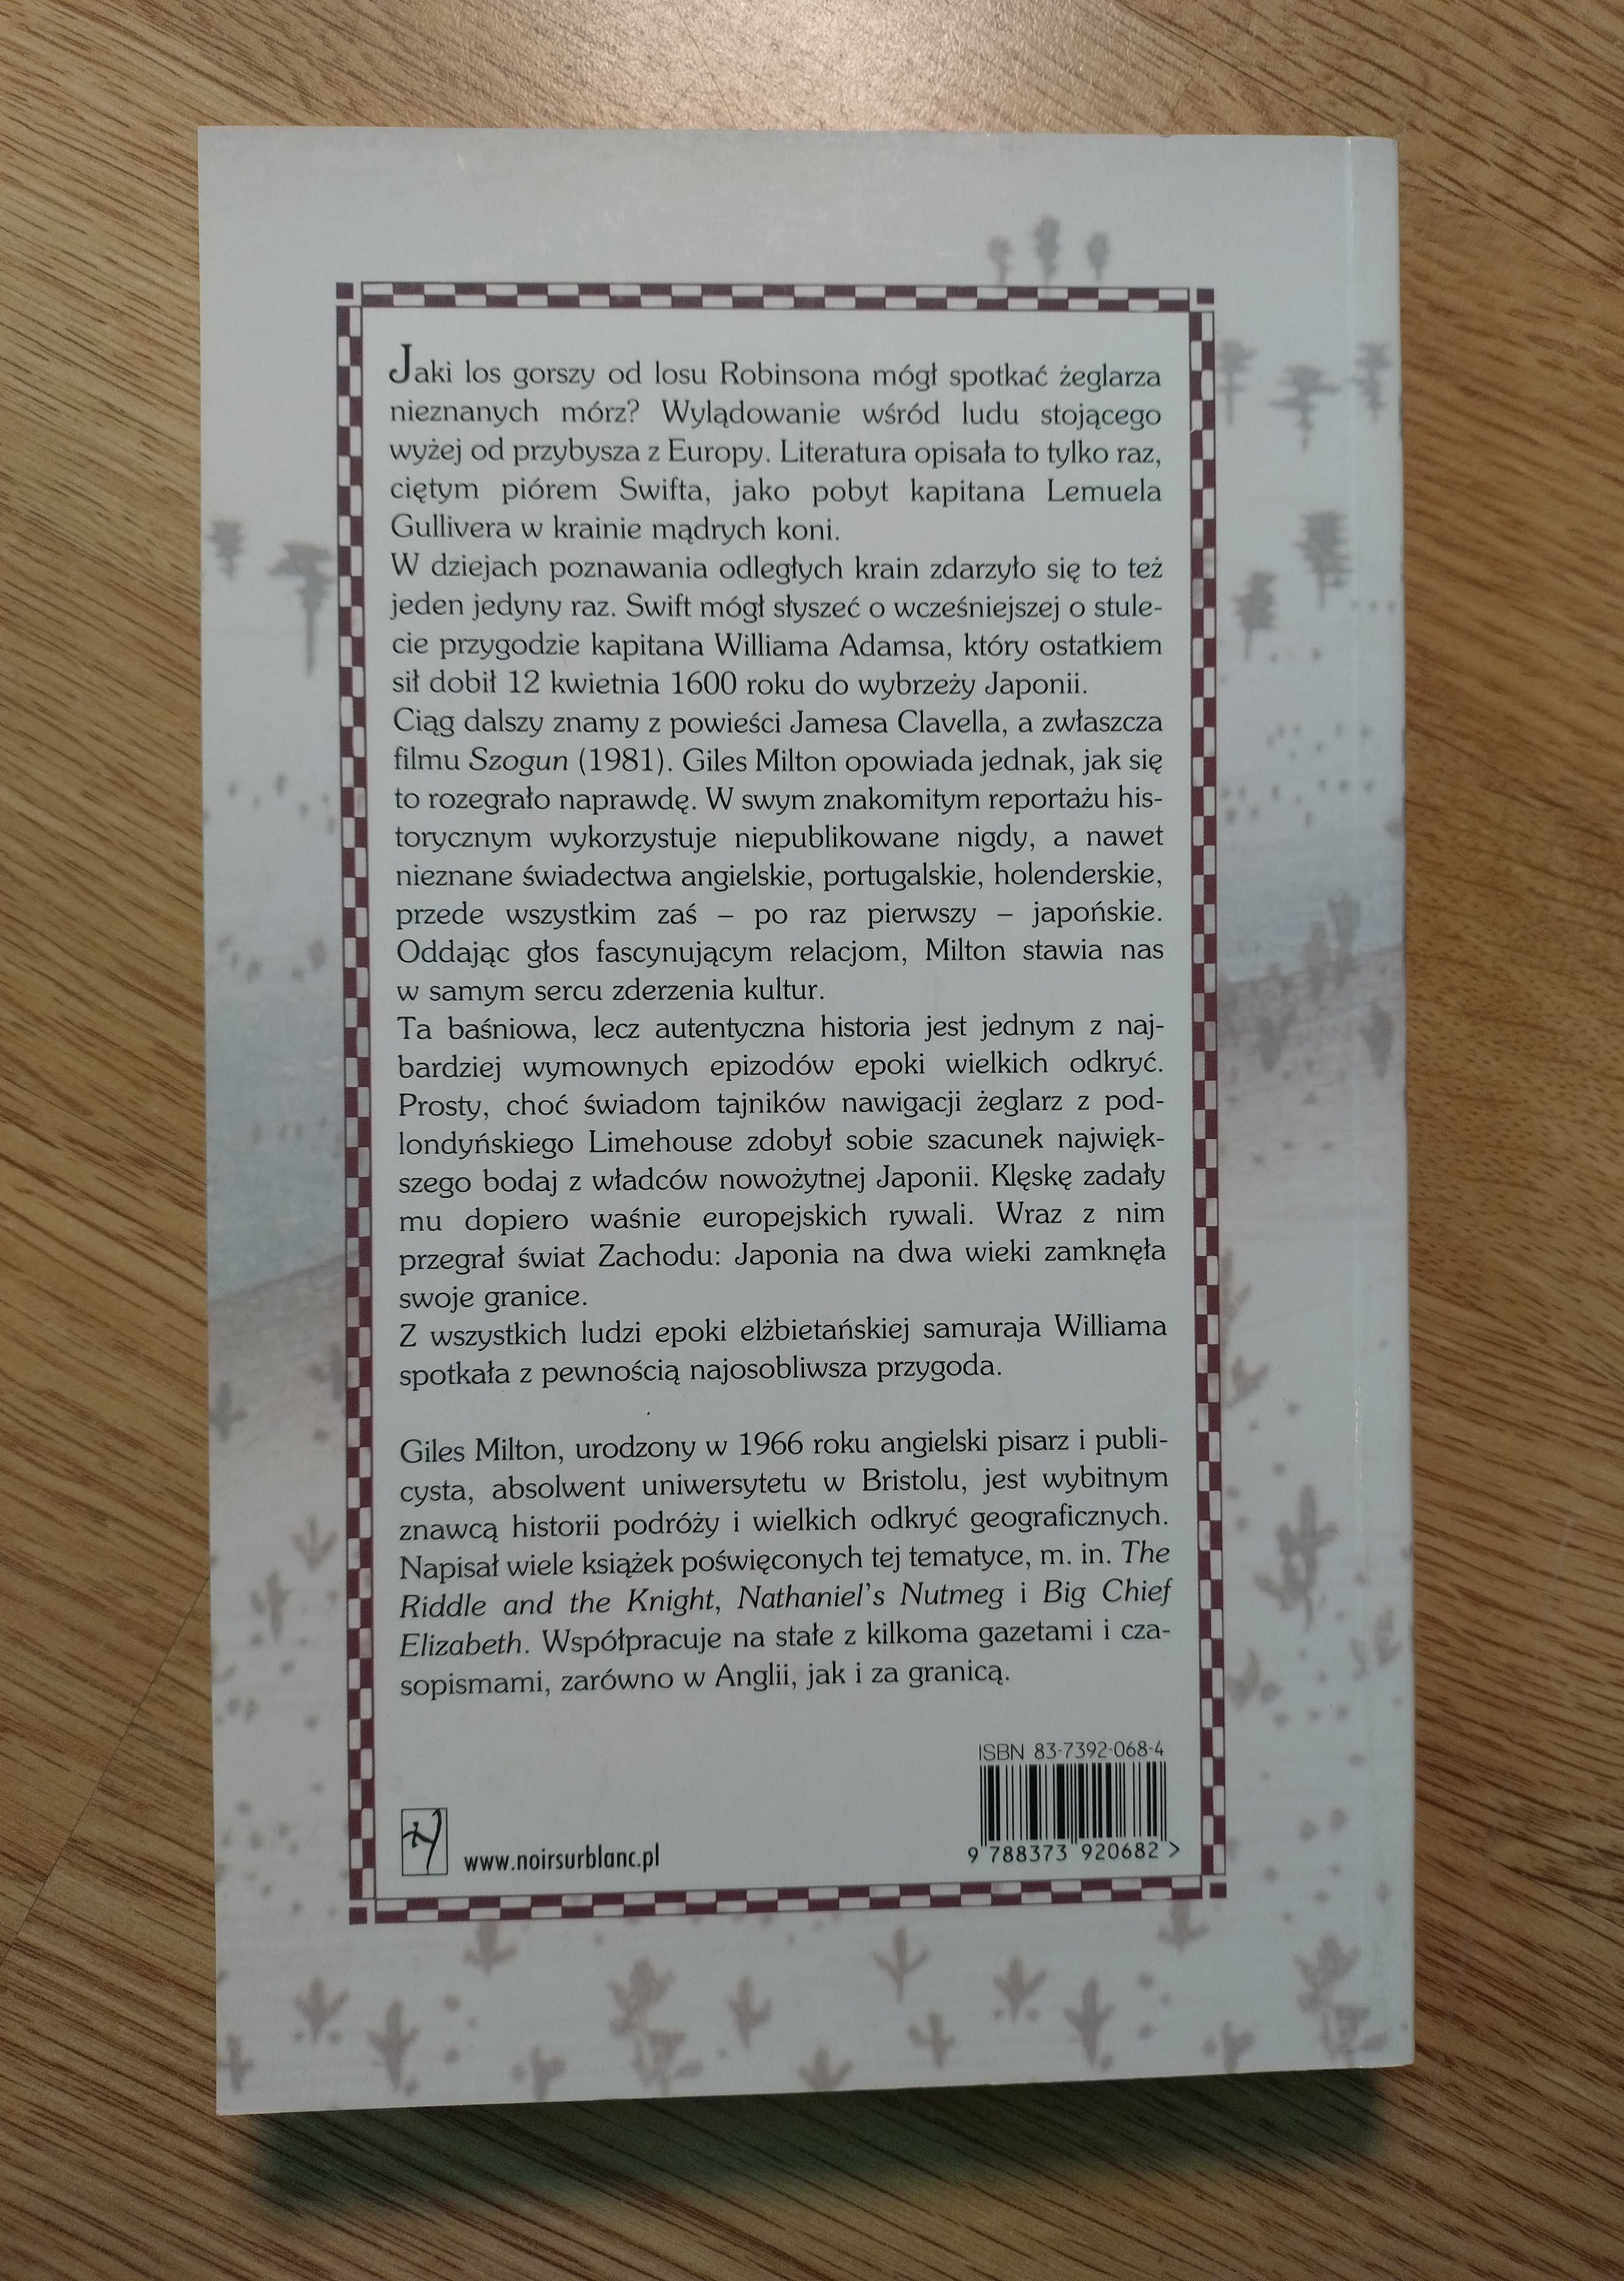 Jaki los gorszy od losu Robinsona mógł spotkać żeglarza
nieznanych mórz? Wylądowanie wśród ludu stojącego
wyżej od przybysza z Europy. Literatura opisała to tylko raz,
ciętym piórem Swifta, jako pobyt kapitana Lemuela
Gullivera w krainie mądrych koni.
W dziejach poznawania odległych krain zdarzyło się to też
jeden jedyny raz. Swift mógł słyszeć o wcześniejszej o stule-
cie przygodzie kapitana Williama Adamsa, który ostatkiem
sił dobił 12 kwietnia 1600 roku do wybrzeży Japonii.
Ciąg dalszy znamy z powieści Jamesa Clavella, a zwłaszcza
filmu Szogun (1981). Giles Milton opowiada jednak, jak się
to rozegrało naprawdę. W swym znakomitym reportażu his-
torycznym wykorzystuje niepublikowane nigdy, a nawet
nieznane świadectwa angielskie, portugalskie, holenderskie,
przede wszystkim zaś – po raz pierwszy – japońskie.
Oddając głos fascynującym relacjom, Milton stawia nas
w samym sercu zderzenia kultur.
Ta baśniowa, lecz autentyczna historia jest jednym z naj-
bardziej wymownych epizodów epoki wielkich odkryć.
Prosty, choć świadom tajników nawigacji żeglarz z pod-
londyńskiego Limehouse zdobył sobie szacunek najwięk-
szego bodaj z władców nowożytnej Japonii. Klęskę zadały
mu dopiero waśnie europejskich rywali. Wraz z nim
przegrał świat Zachodu: Japonia na dwa wieki zamknęła
swoje granice.
Z wszystkich ludzi epoki elżbietańskiej samuraja Williama
spotkała z pewnością najosobliwsza przygoda.
Giles Milton, urodzony w 1966 roku angielski pisarz i publi-
cysta, absolwent uniwersytetu w Bristolu, jest wybitnym
znawcą historii podróży i wielkich odkryć geograficznych.
Napisał wiele książek poświęconych tej tematyce, m. in. The
Riddle and the Knight, Nathaniel's Nutmeg i Big Chief
Elizabeth. Współpracuje na stałe z kilkoma gazetami i cza-
sopismami, zarówno w Anglii, jak i za granicą.
ISBN 83-7392-068-4
9 788373 920682 >
www.noirsurblanc.pl